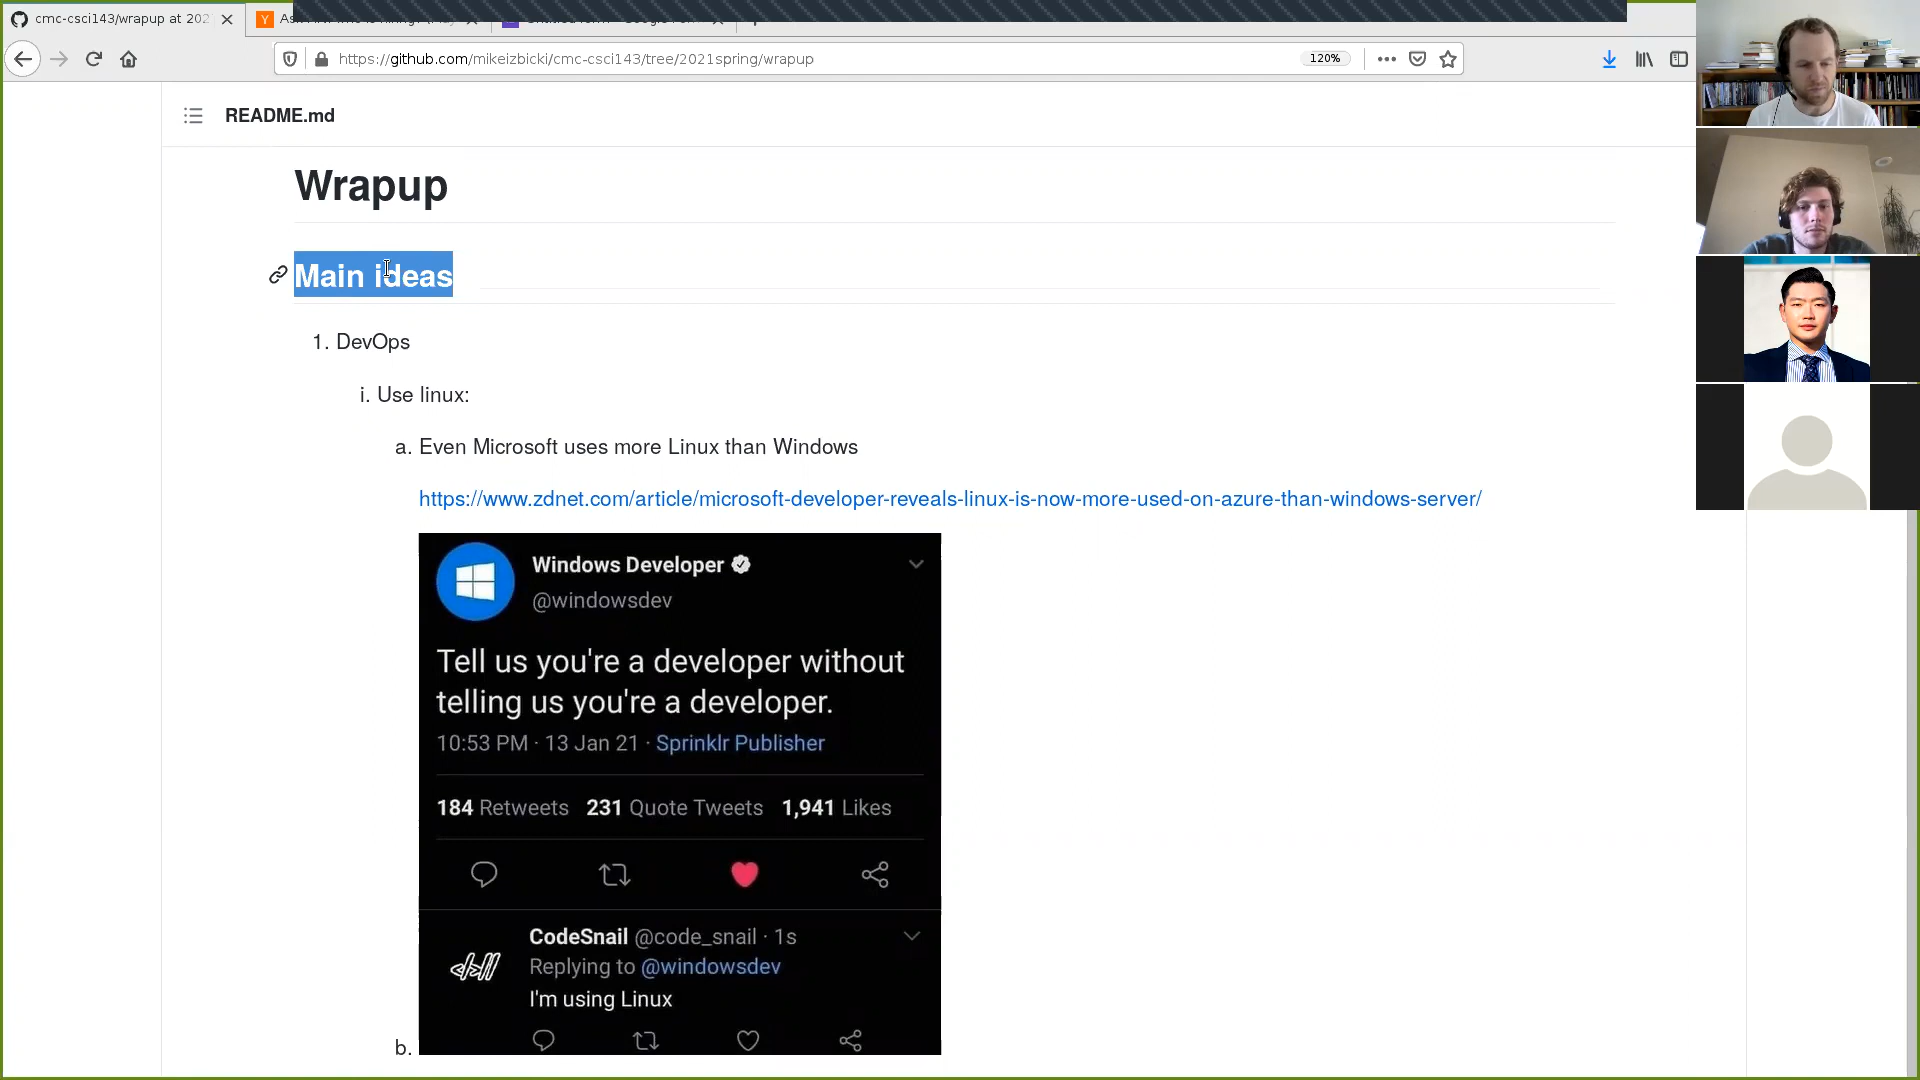 cmc-csci143/wrapup at 202
https://github.com/mikeizbicki/cmc-csci143/tree/2021spring/wrapup
120%
README.md
Wrapup
Main ideas
1. DevOps
i. Use linux:
a. Even Microsoft uses more Linux than Windows
https://www.zdnet.com/article/microsoft-developer-reveals-linux-is-now-more-used-on-azure-than-windows-server/
Windows Developer
@windowsdev
Tell us you're a developer without
telling us you're a developer.
10:53 PM · 13 Jan 21 · Sprinklr Publisher
184 Retweets 231 Quote Tweets 1,941 Likes
CodeSnail @code_snail · 1s
Replying to @windowsdev
I'm using Linux
b.